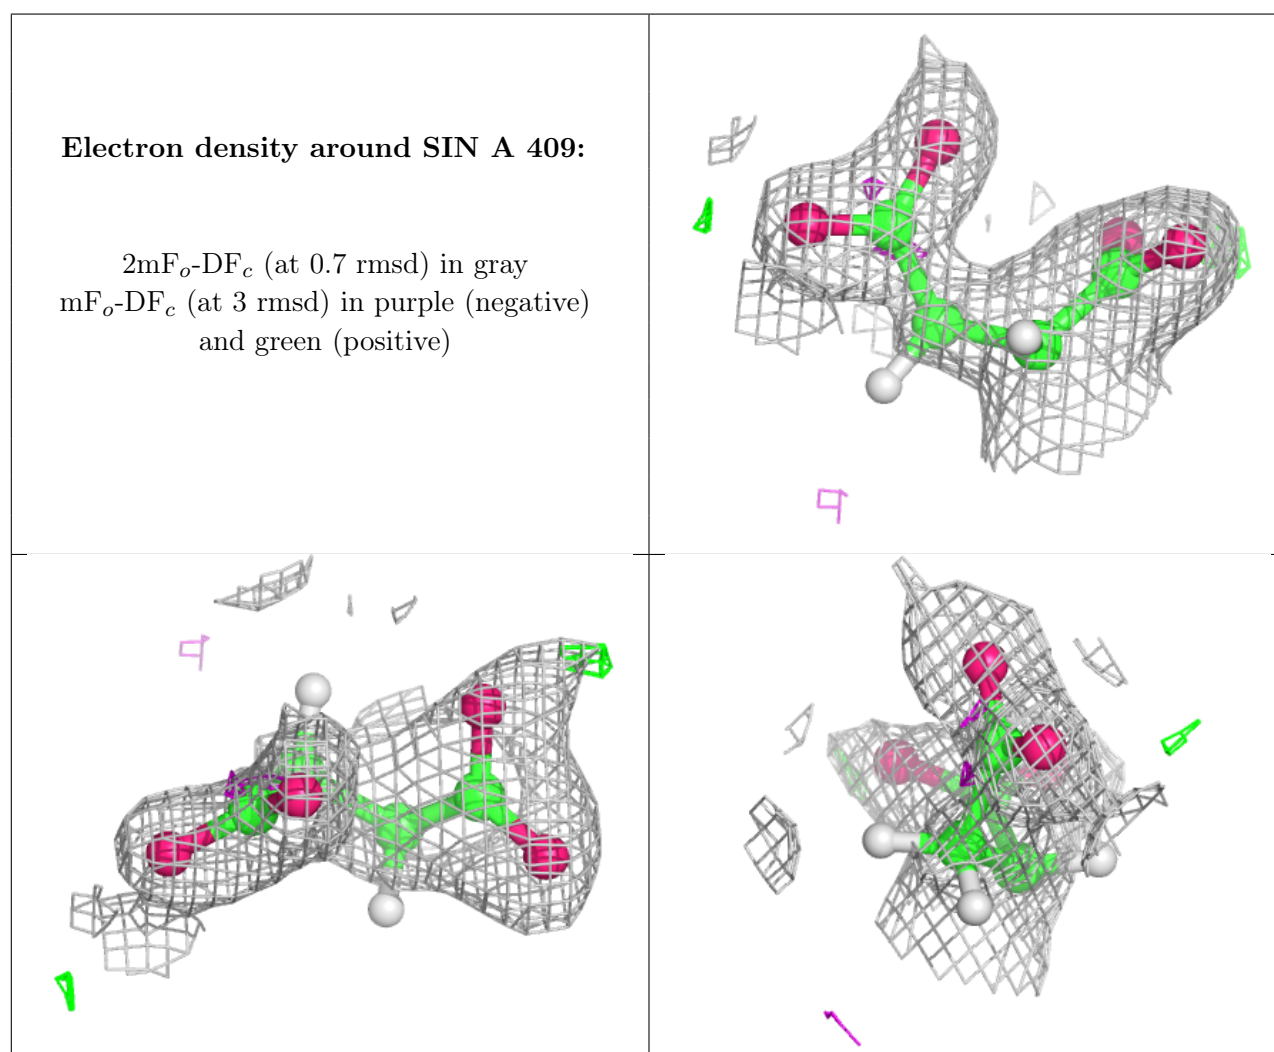 Electron density around SIN A 409:
2mFo-DFc (at 0.7 rmsd) in gray
mFo-DFc (at 3 rmsd) in purple (negative)
and green (positive)